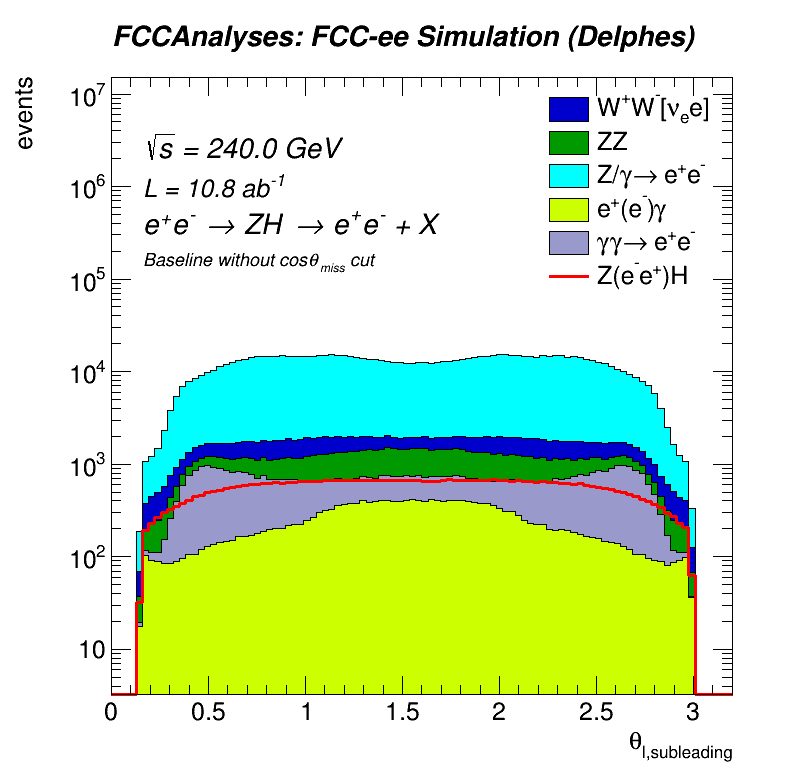 FCCAnalyses: FCC-ee Simulation (Delphes)
events
10⁷
10⁶
10⁵
10⁴
10³
10²
10
√s = 240.0 GeV
L = 10.8 ab⁻¹
e⁺e⁻ → ZH → e⁺e⁻ + X
Baseline without cosθ_miss cut
W⁺W⁻[νₑe]
ZZ
Z/γ→ e⁺e⁻
e⁺(e⁻)γ
γγ→ e⁺e⁻
Z(e⁻e⁺)H
0 0.5 1 1.5 2 2.5 3
θ_l,subleading